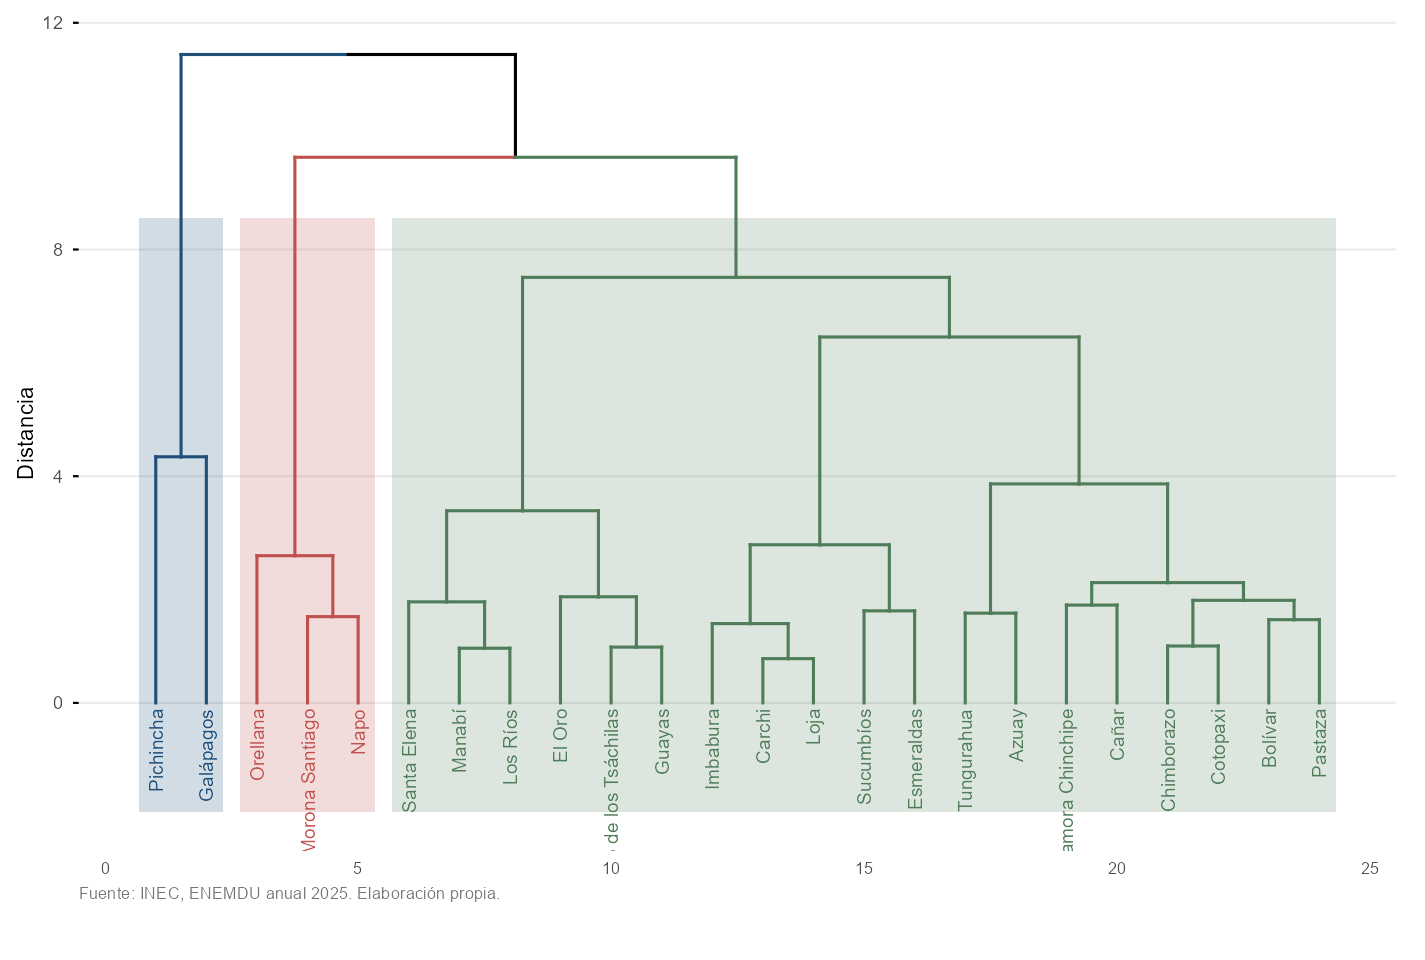 12
8
4
0
Distancia
Pichincha
Galápagos
Orellana
Morona Santiago
Napo
Santa Elena
Manabí
Los Ríos
El Oro
de los Tsáchilas
Guayas
Imbabura
Carchi
Loja
Sucumbíos
Esmeraldas
Tungurahua
Azuay
amora Chinchipe
Cañar
Chimborazo
Cotopaxi
Bolívar
Pastaza
0 5 10 15 20 25
Fuente: INEC, ENEMDU anual 2025. Elaboración propia.